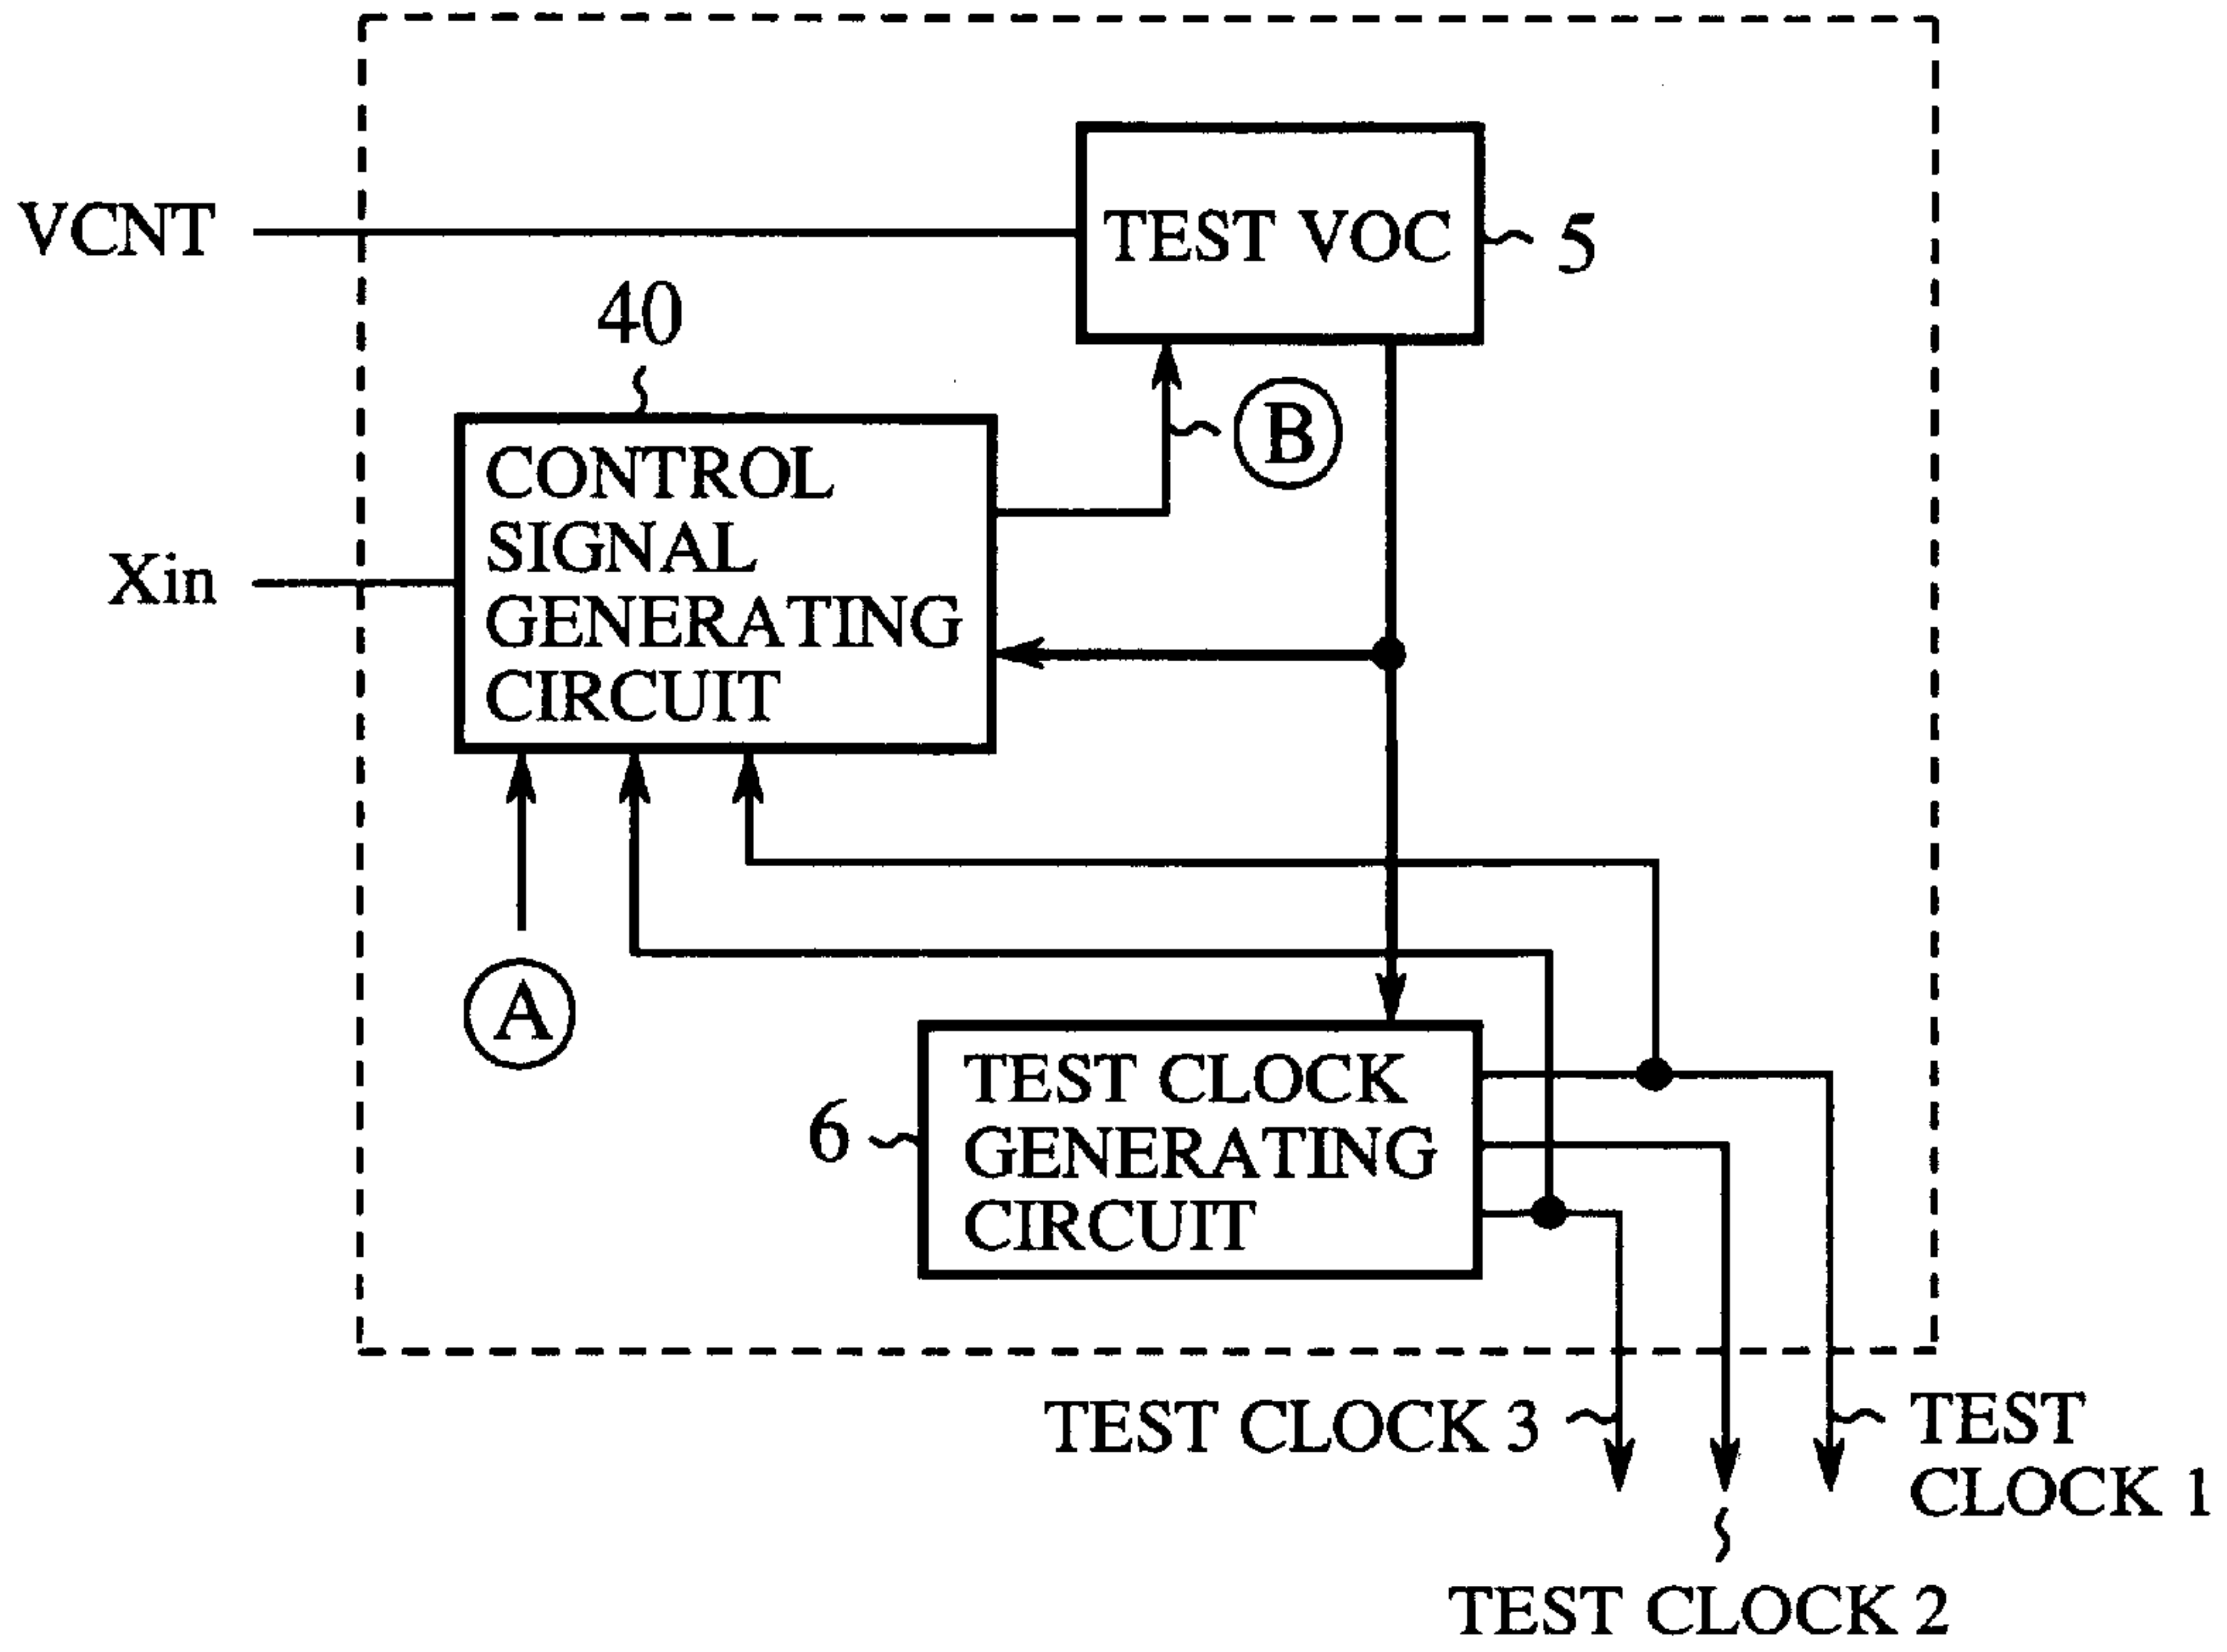 VCNT
TEST VOC
5
40
B
CONTROL
SIGNAL
GENERATING
CIRCUIT
Xin
A
TEST CLOCK
GENERATING
CIRCUIT
6
TEST CLOCK 3
TEST
CLOCK 1
TEST CLOCK 2